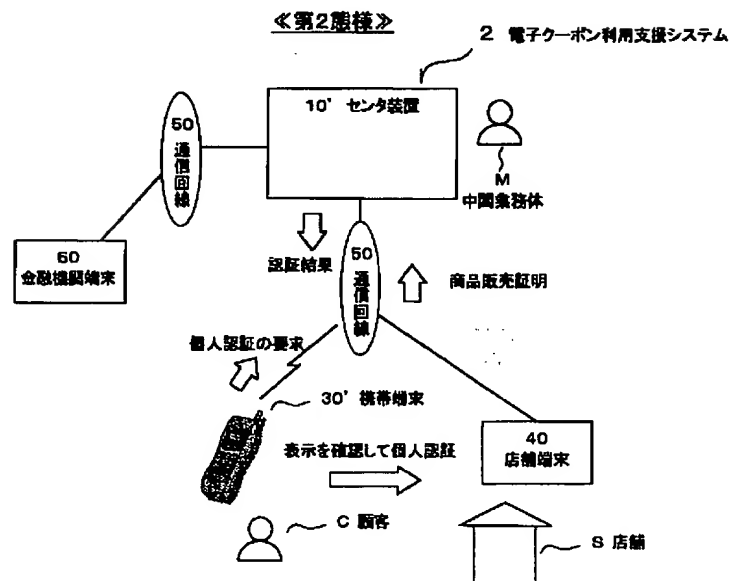 ≪第2態様≫
2 電子クーポン利用支援システム
10' センタ装置
50
通信回線
M
中間業務体
60
金融機関端末
認証結果
50
通信回線
商品販売証明
個人認証の要求
30' 携帯端末
40
店舗端末
表示を確認して個人認証
C 顧客
S 店舗